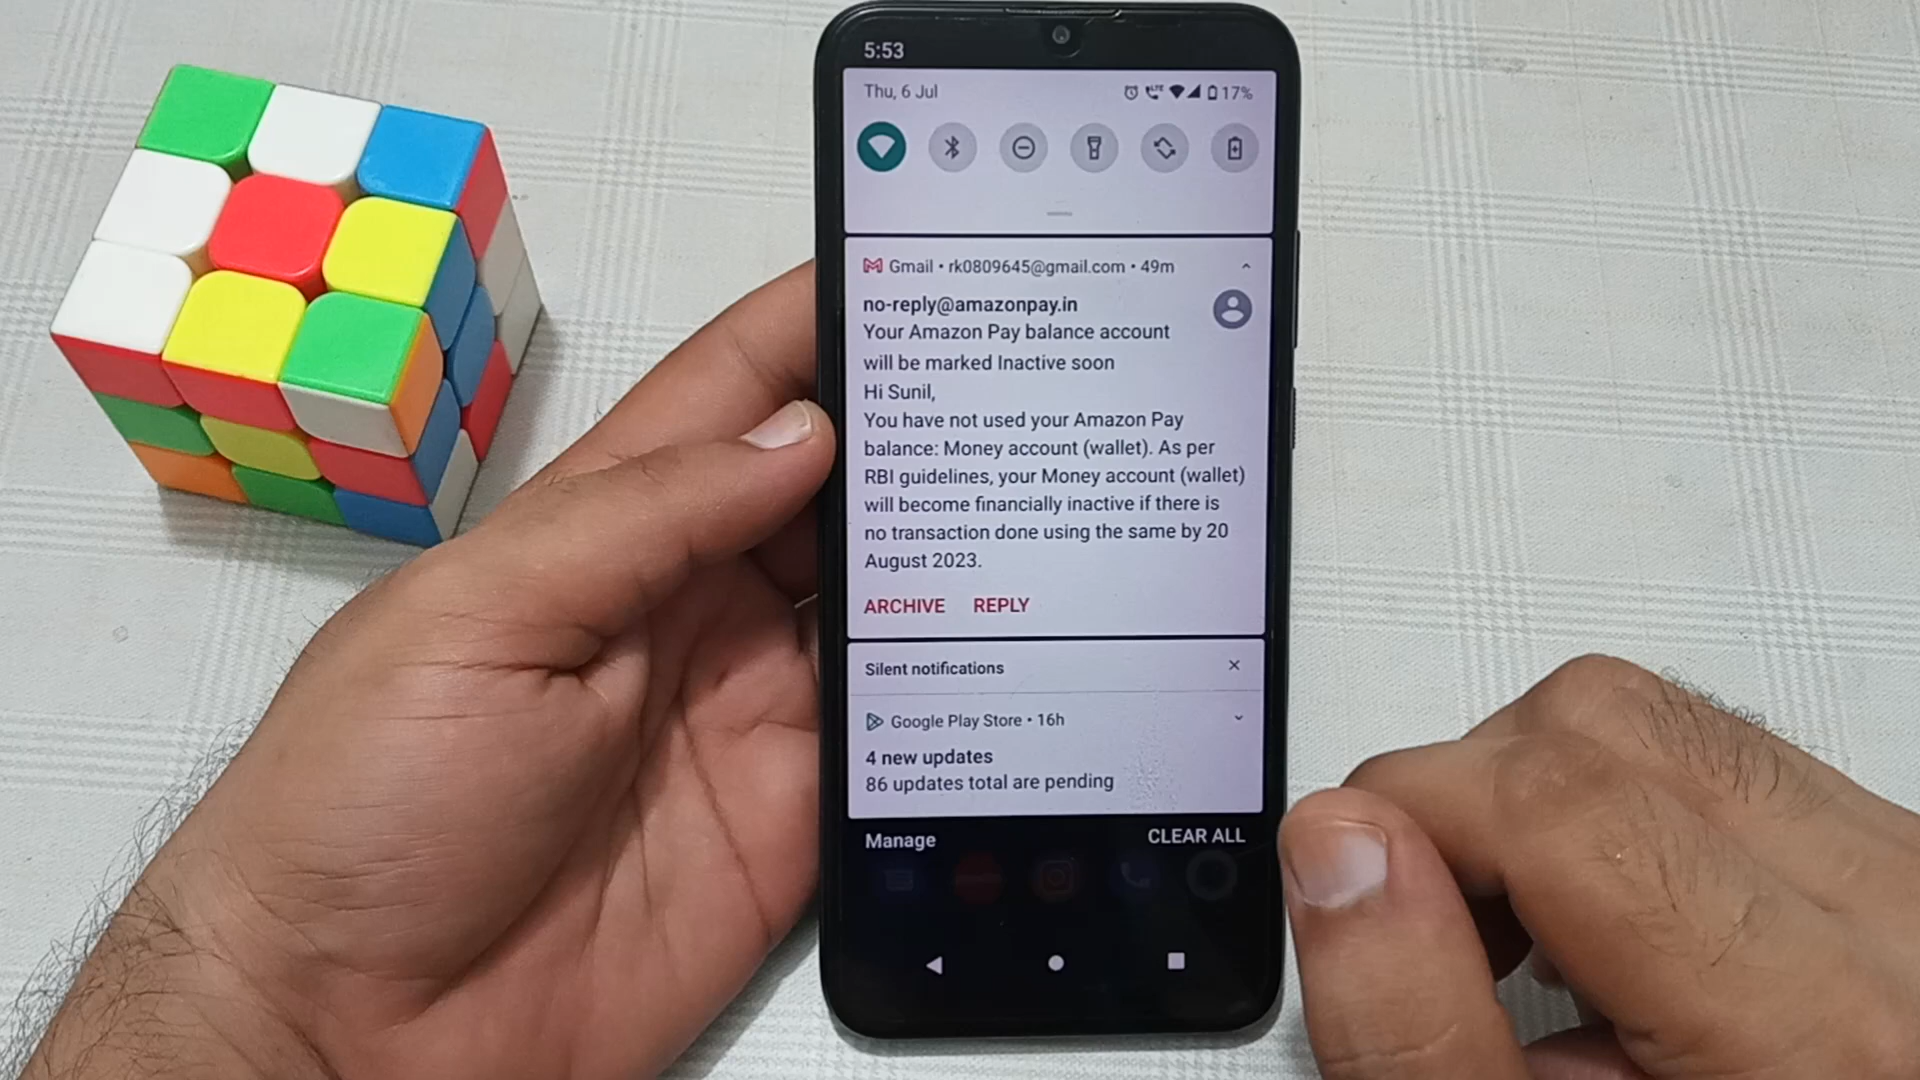 5:53
Thu, 6 Jul
LTE 17%
Gmail • rk0809645@gmail.com • 49m
no-reply@amazonpay.in
Your Amazon Pay balance account
will be marked Inactive soon
Hi Sunil,
You have not used your Amazon Pay
balance: Money account (wallet). As per
RBI guidelines, your Money account (wallet)
will become financially inactive if there is
no transaction done using the same by 20
August 2023.
ARCHIVE REPLY
Silent notifications
Google Play Store • 16h
4 new updates
86 updates total are pending
Manage CLEAR ALL